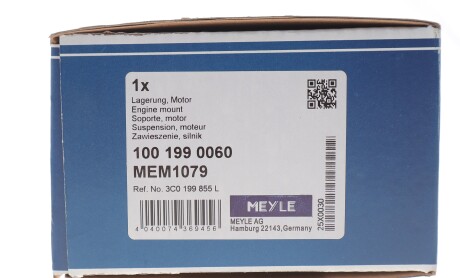 1x
Lagerung, Motor
Engine mount
Soporte, motor
Suspension, moteur
Zawieszenie, silnik
100 199 0060
MEM1079
Ref. No. 3C0 199 855 L
MEYLE
MEYLE AG
Hamburg 22143,Germany
4 040074 369456
25X0030